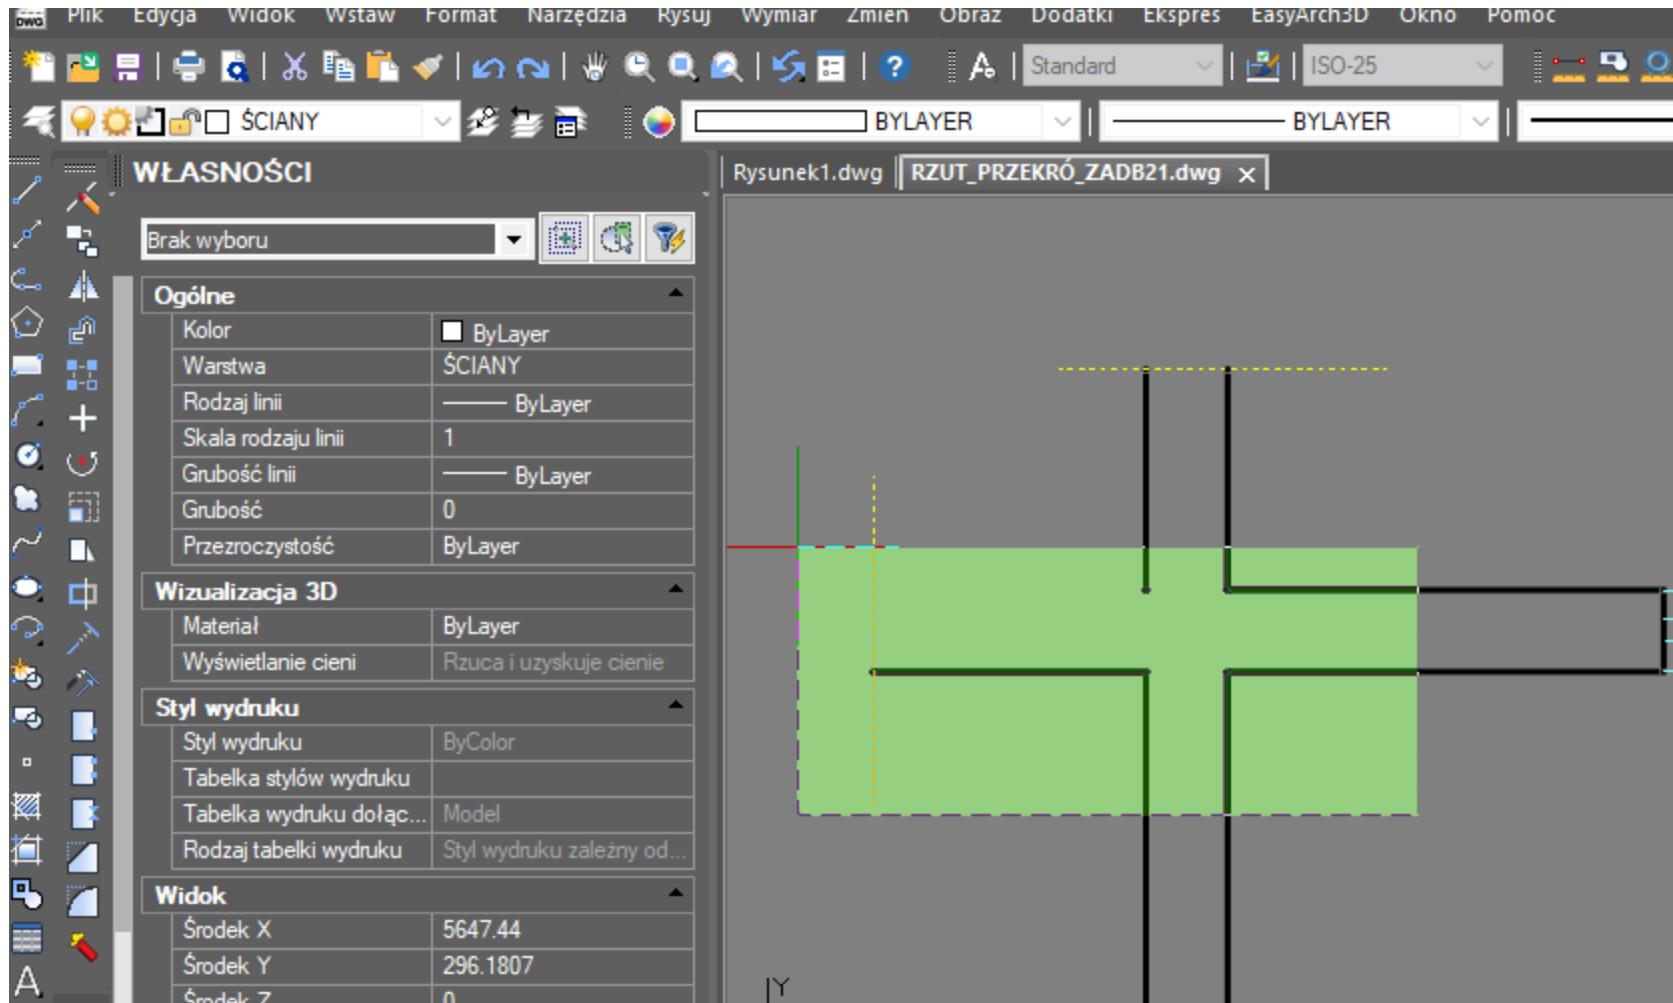 DWG Plik Edycja Widok Wstaw Format Narzędzia Rysuj Wymiar Zmień Obraz Dodatki Ekspres EasyArch3D Okno Pomoc
Standard ISO-25
ŚCIANY BYLAYER BYLAYER
WŁASNOŚCI
Rysunek1.dwg RZUT_PRZEKRÓ_ZADB21.dwg
Brak wyboru
Ogólne
Kolor ByLayer
Warstwa ŚCIANY
Rodzaj linii ByLayer
Skala rodzaju linii 1
Grubość linii ByLayer
Grubość 0
Przezroczystość ByLayer
Wizualizacja 3D
Materiał ByLayer
Wyświetlanie cieni Rzuca i uzyskuje cienie
Styl wydruku
Styl wydruku ByColor
Tabelka stylów wydruku
Tabelka wydruku dołąc... Model
Rodzaj tabelki wydruku Styl wydruku zależny od...
Widok
Środek X 5647.44
Środek Y 296.1807
Środek Z 0
Y